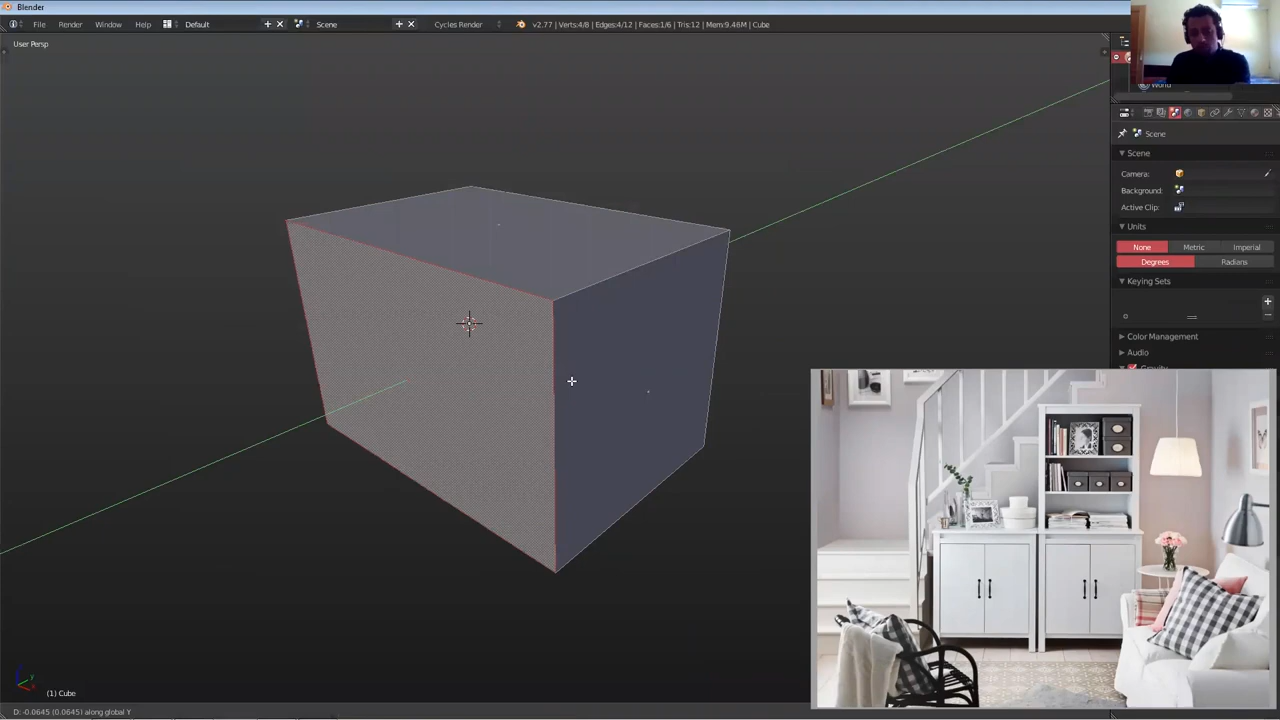 Blender
File Render Window Help Default Scene Cycles Render v2.77 | Verts:4/8 | Edges:4/12 | Faces:1/6 | Tris:12 | Mem:9.46M | Cube
User Persp
World
Scene
Scene
Camera:
Background:
Active Clip:
Units
None Metric Imperial
Degrees Radians
Keying Sets
Color Management
Audio
Gravity
(1) Cube
D: -0.0645 (0.0645) along global Y